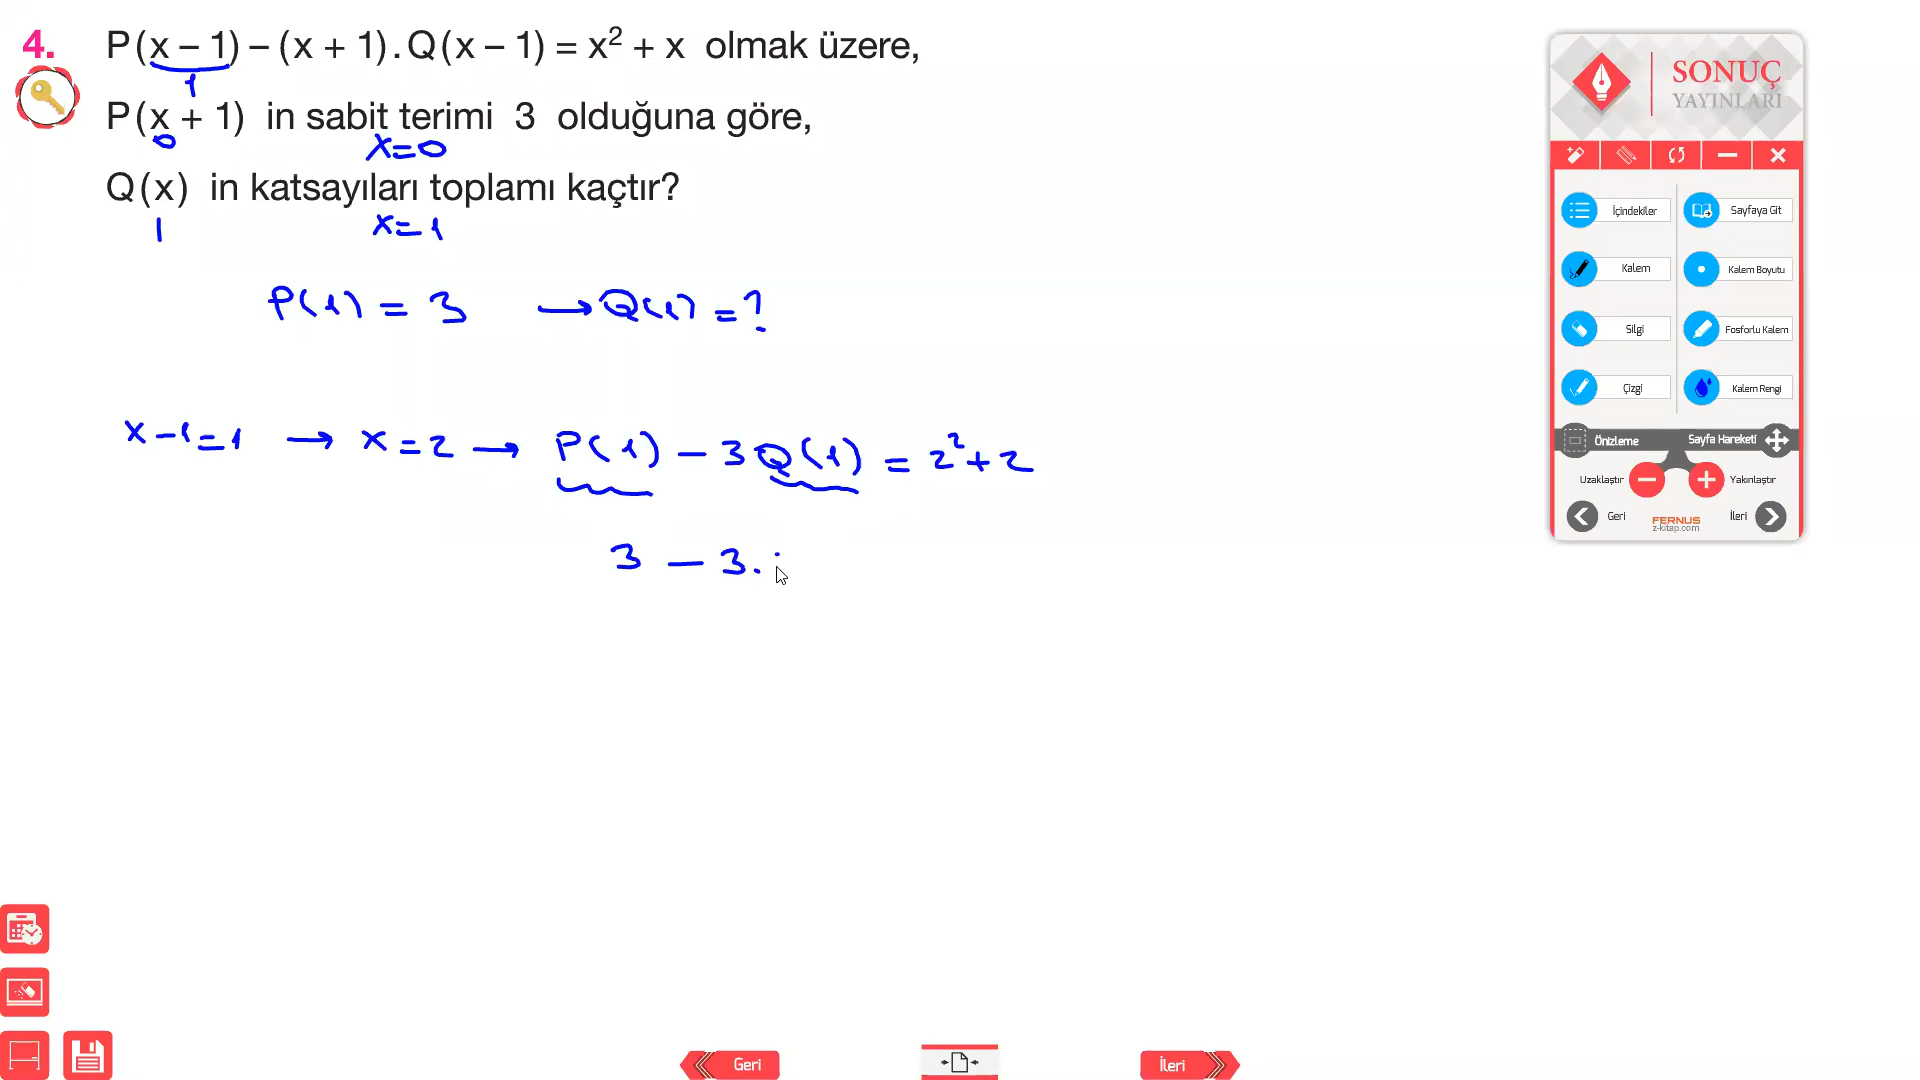 4. P(x – 1) – (x + 1).Q(x – 1) = x² + x olmak üzere,
1
P(x + 1) in sabit terimi 3 olduğuna göre,
0 x=0
Q(x) in katsayıları toplamı kaçtır?
1 x=1
P(1) = 3 → Q(1) = ?
x-1=1 → x=2 → P(1) – 3Q(1) = 2²+2
3 – 3.
SONUÇ
YAYINLARI
İçindekiler
Sayfaya Git
Kalem
Kalem Boyutu
Silgi
Fosforlu Kalem
Çizgi
Kalem Rengi
Önizleme
Sayfa Hareketi
Uzaklaştır
Yakınlaştır
Geri
FERNUS
z-kitap.com
İleri
Geri
İleri